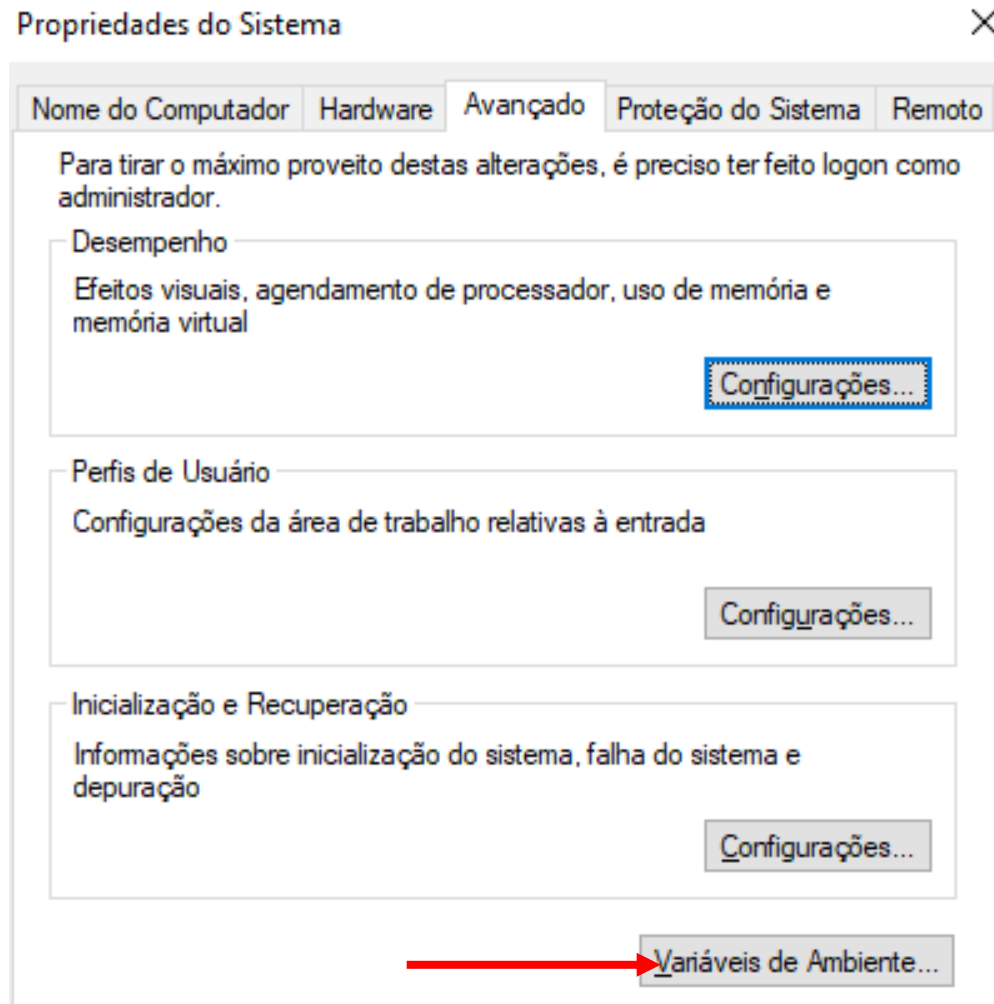 Propriedades do Sistema
Nome do Computador Hardware Avançado Proteção do Sistema Remoto
Para tirar o máximo proveito destas alterações, é preciso ter feito logon como
administrador.
Desempenho
Efeitos visuais, agendamento de processador, uso de memória e
memória virtual
Configurações...
Perfis de Usuário
Configurações da área de trabalho relativas à entrada
Configurações...
Inicialização e Recuperação
Informações sobre inicialização do sistema, falha do sistema e
depuração
Configurações...
Variáveis de Ambiente...